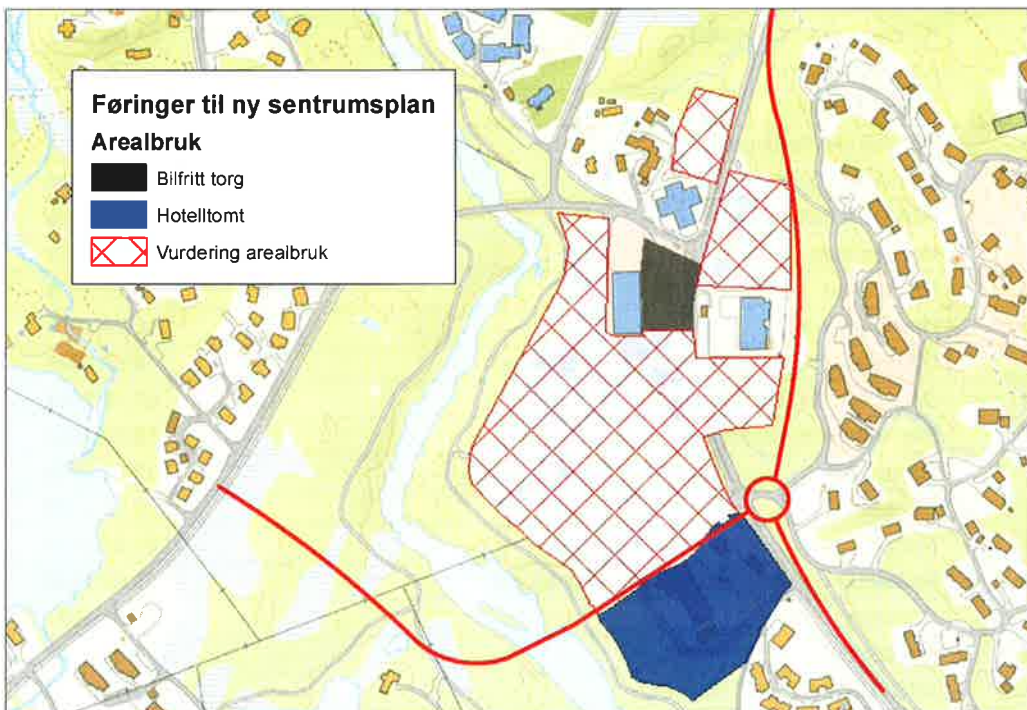 Føringer til ny sentrumsplan
Arealbruk
Bilfritt torg
Hotelltomt
Vurdering arealbruk